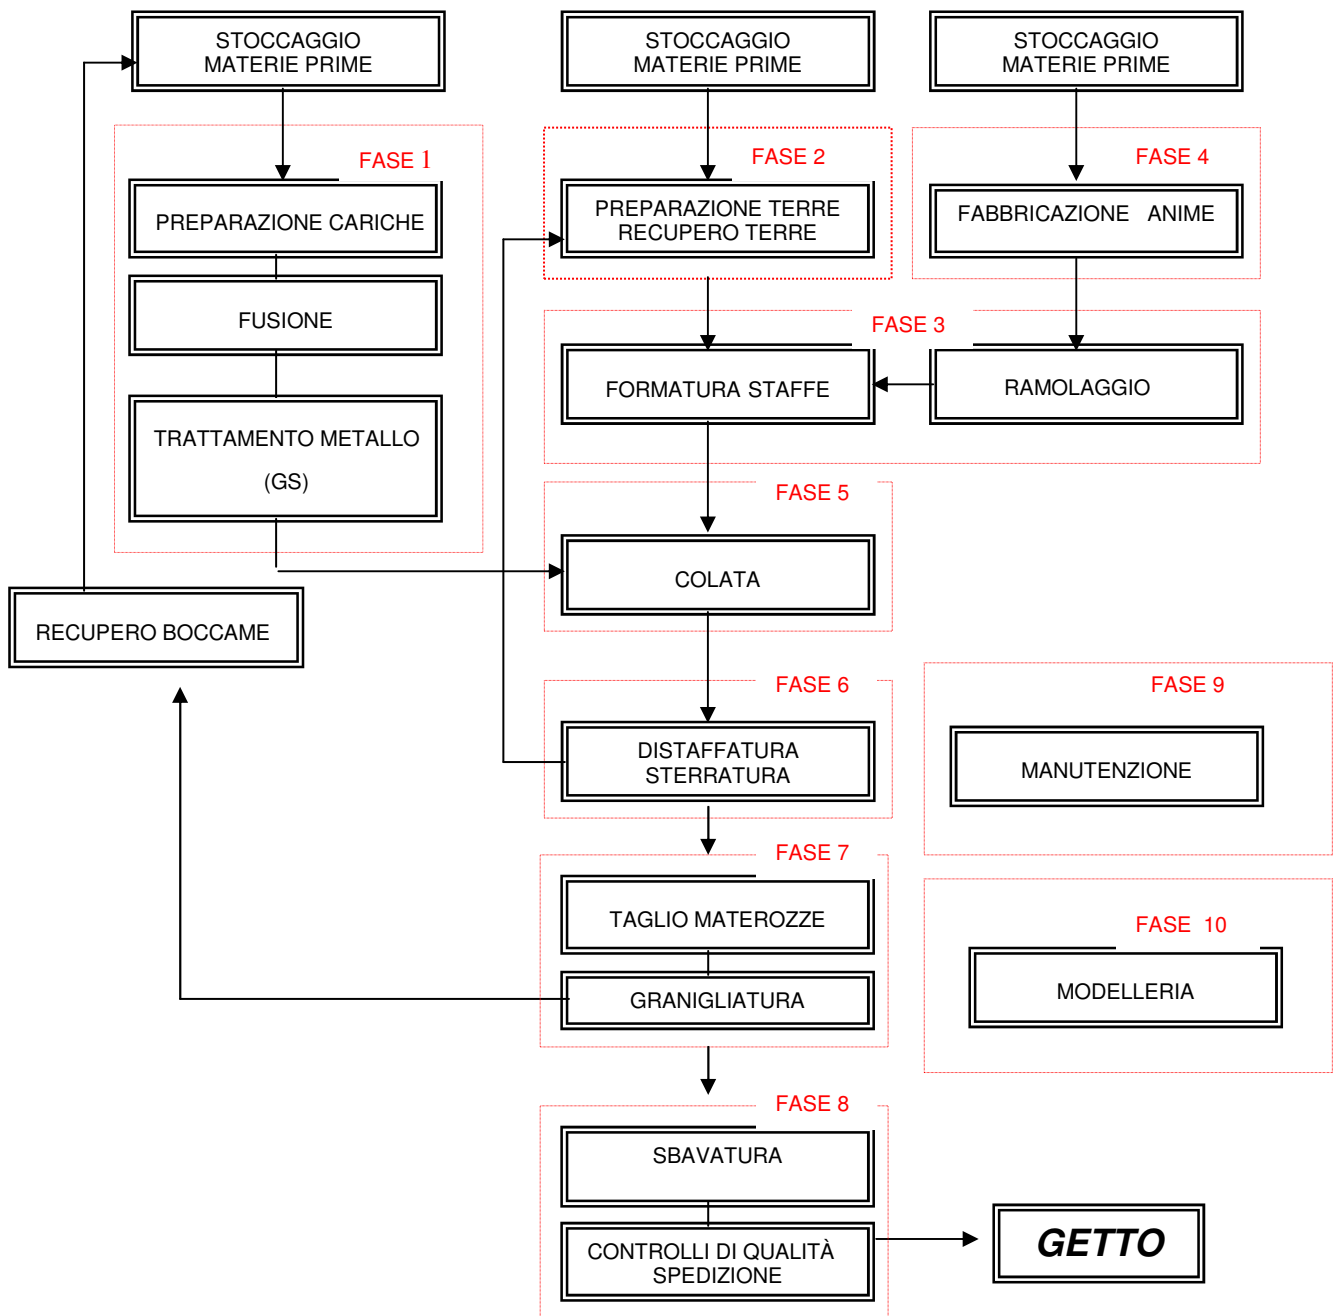 STOCCAGGIO
MATERIE PRIME
STOCCAGGIO
MATERIE PRIME
STOCCAGGIO
MATERIE PRIME
FASE 1
FASE 2
FASE 4
PREPARAZIONE CARICHE
PREPARAZIONE TERRE
RECUPERO TERRE
FABBRICAZIONE ANIME
FUSIONE
FASE 3
FORMATURA STAFFE
RAMOLAGGIO
TRATTAMENTO METALLO
(GS)
FASE 5
COLATA
RECUPERO BOCCAME
FASE 6
FASE 9
DISTAFFATURA
STERRATURA
MANUTENZIONE
FASE 7
TAGLIO MATEROZZE
FASE 10
GRANIGLIATURA
MODELLERIA
FASE 8
SBAVATURA
CONTROLLI DI QUALITÀ
SPEDIZIONE
GETTO